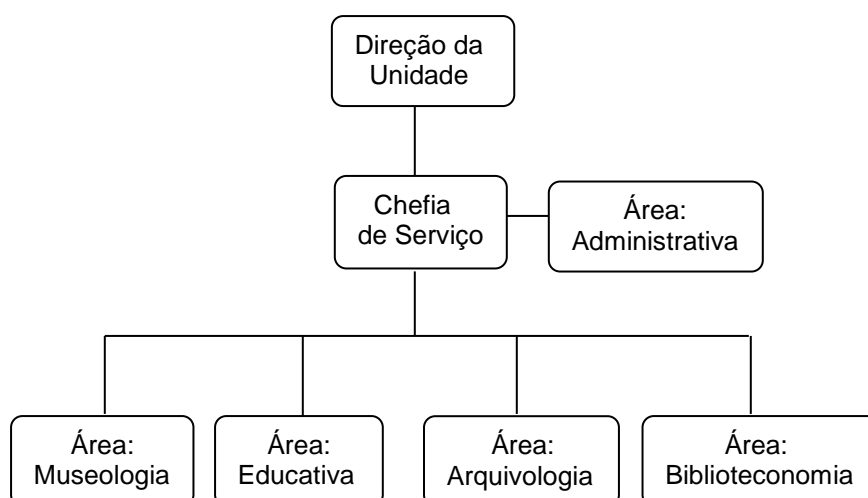 Direção da
Unidade
Chefia
de Serviço
Área:
Administrativa
Área:
Museologia
Área:
Educativa
Área:
Arquivologia
Área:
Biblioteconomia